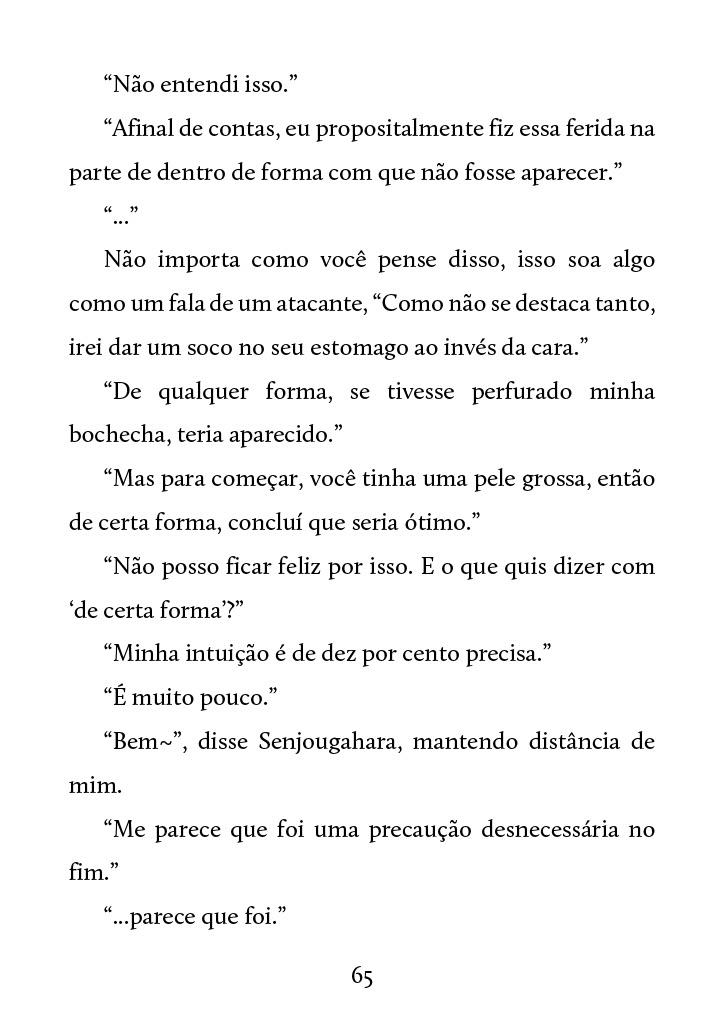 “Não entendi isso.”
“Afinal de contas, eu propositalmente fiz essa ferida na
parte de dentro de forma com que não fosse aparecer.”
“...”
Não importa como você pense disso, isso soa algo
como um fala de um atacante, “Como não se destaca tanto,
irei dar um soco no seu estomago ao invés da cara.”
“De qualquer forma, se tivesse perfurado minha
bochecha, teria aparecido.”
“Mas para começar, você tinha uma pele grossa, então
de certa forma, concluí que seria ótimo.”
“Não posso ficar feliz por isso. E o que quis dizer com
‘de certa forma’?”
“Minha intuição é de dez por cento precisa.”
“É muito pouco.”
“Bem~”, disse Senjougahara, mantendo distância de
mim.
“Me parece que foi uma precaução desnecessária no
fim.”
“...parece que foi.”
65